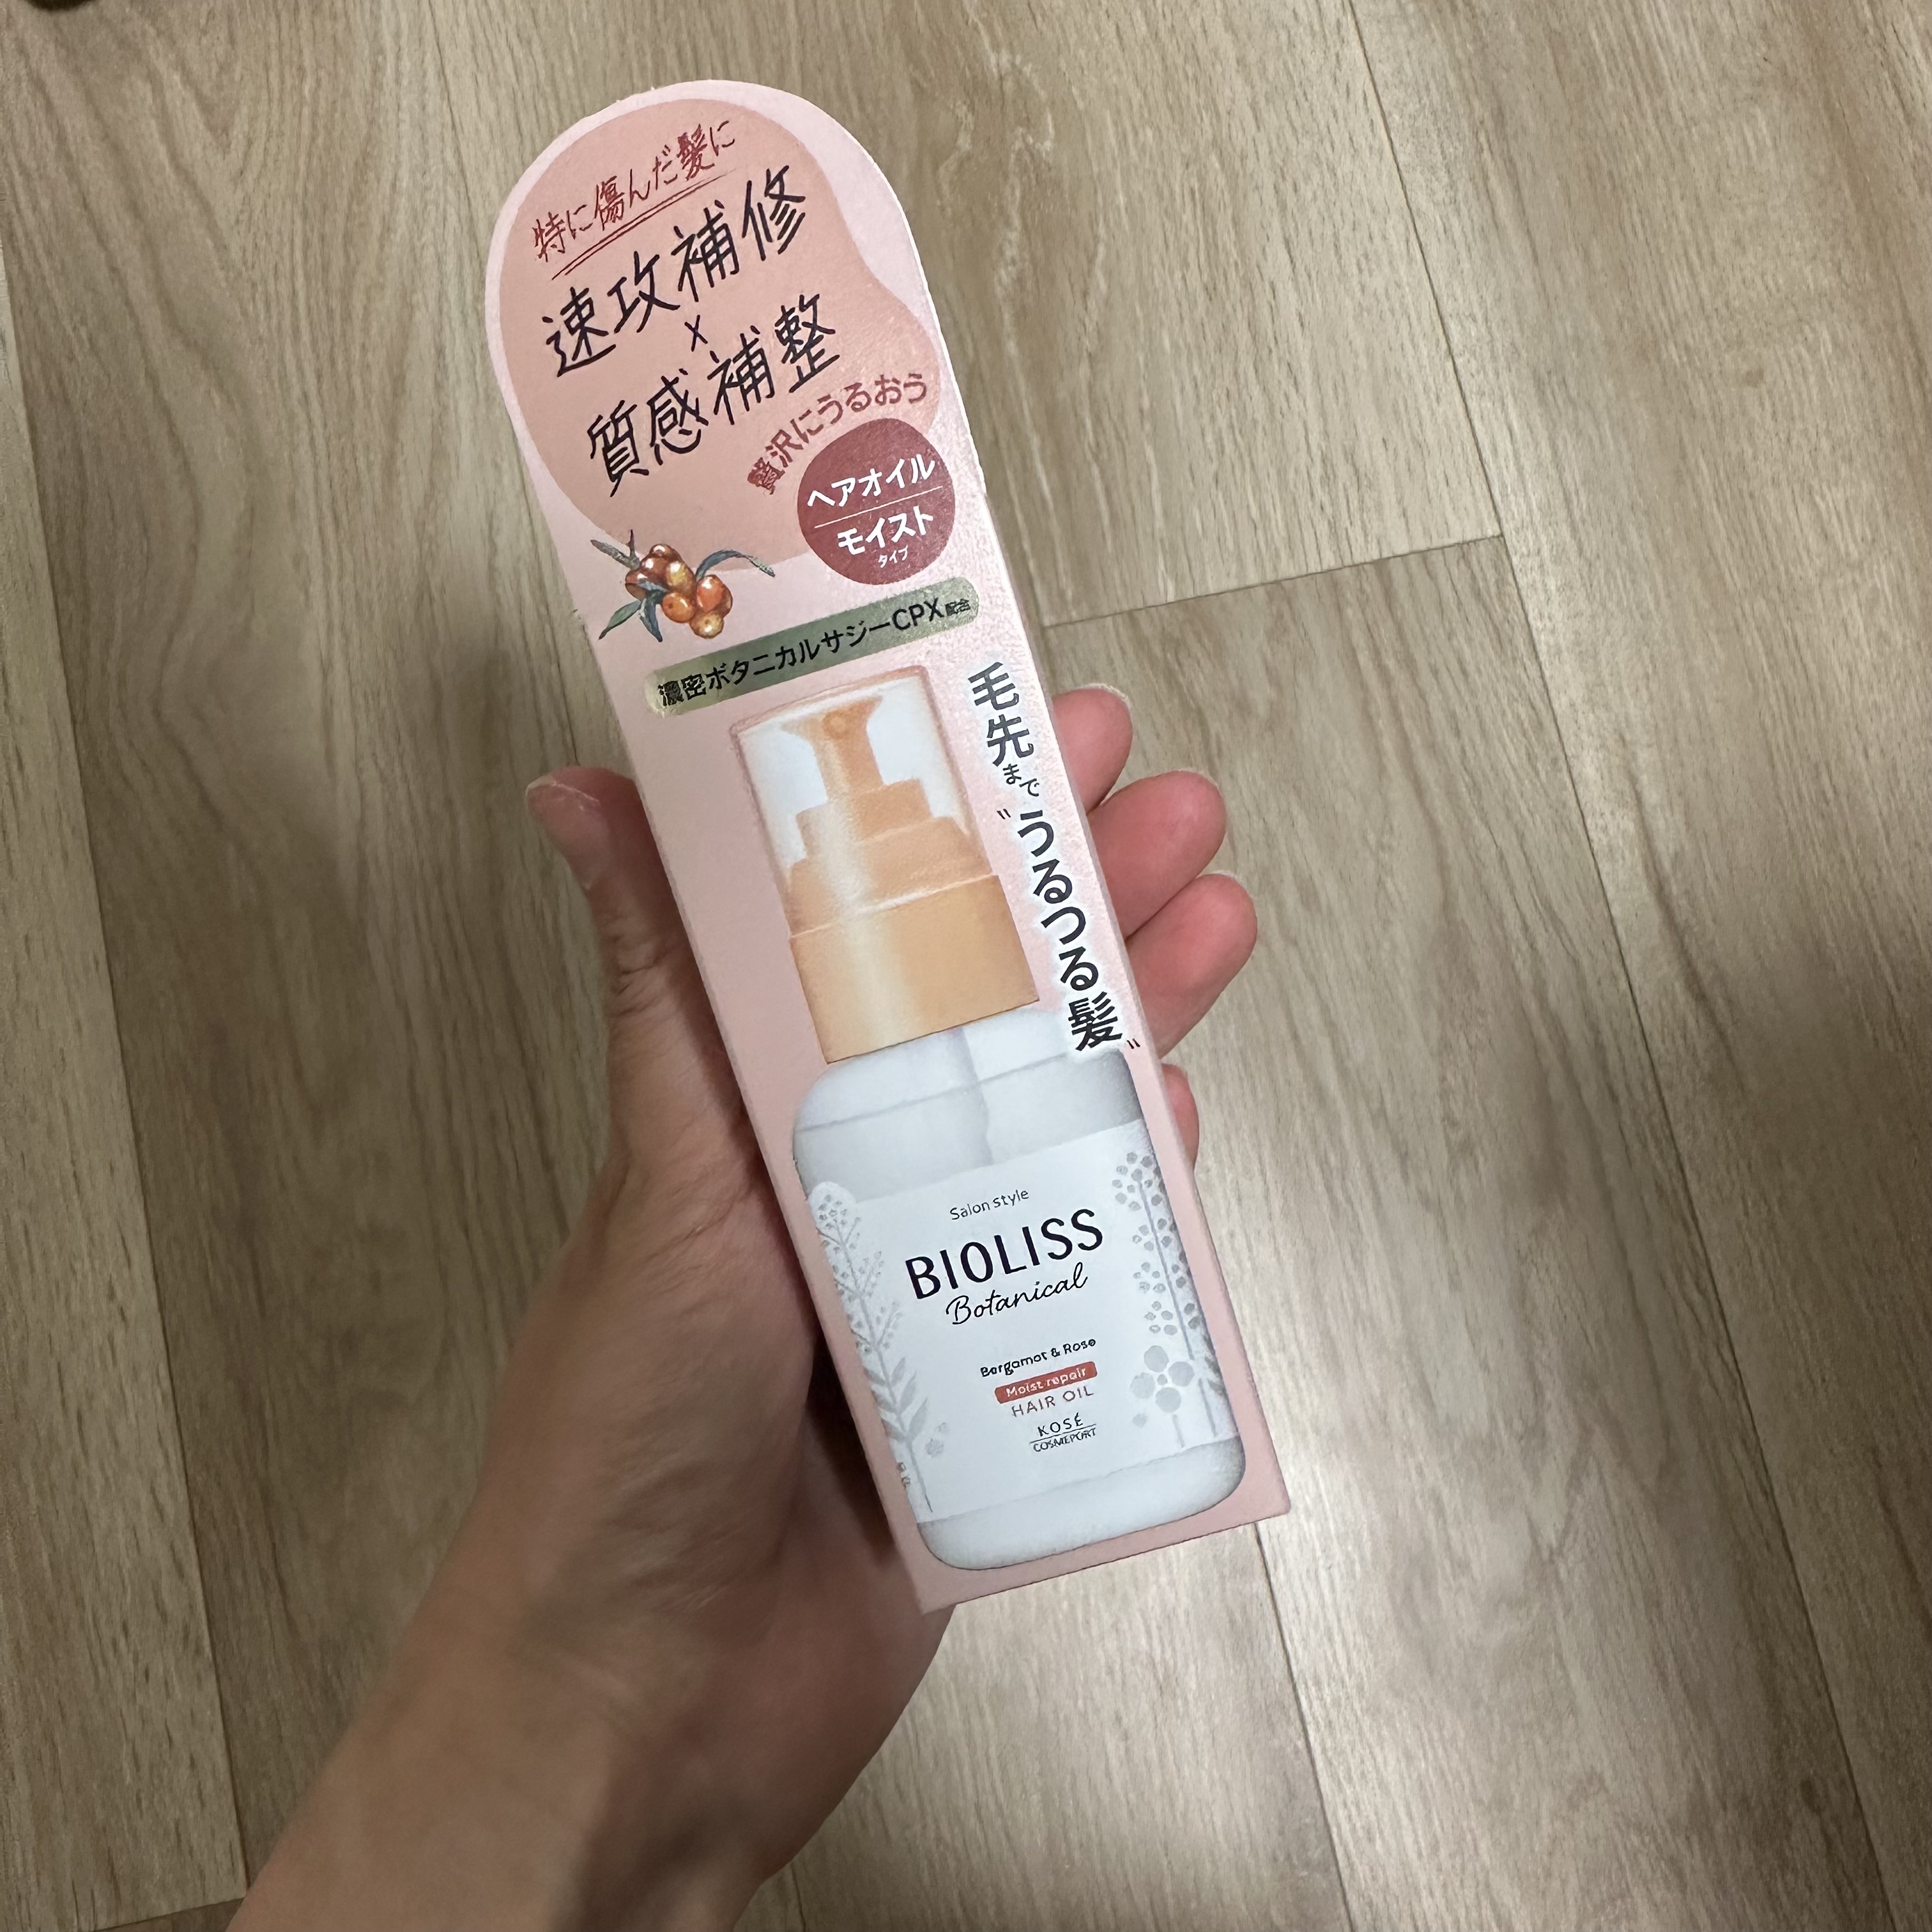 特に傷んだ髪に
速攻補修
×
質感補整
贅沢にうるおう
ヘアオイル
モイスト
タイプ
濃密ボタニカルサジーCPX配合
毛先まで
"うるつる髪"
Salon style
BIOLISS
Botanical
Bergamot & Rose
Moist repair
HAIR OIL
KOSÉ
COSMEPORT